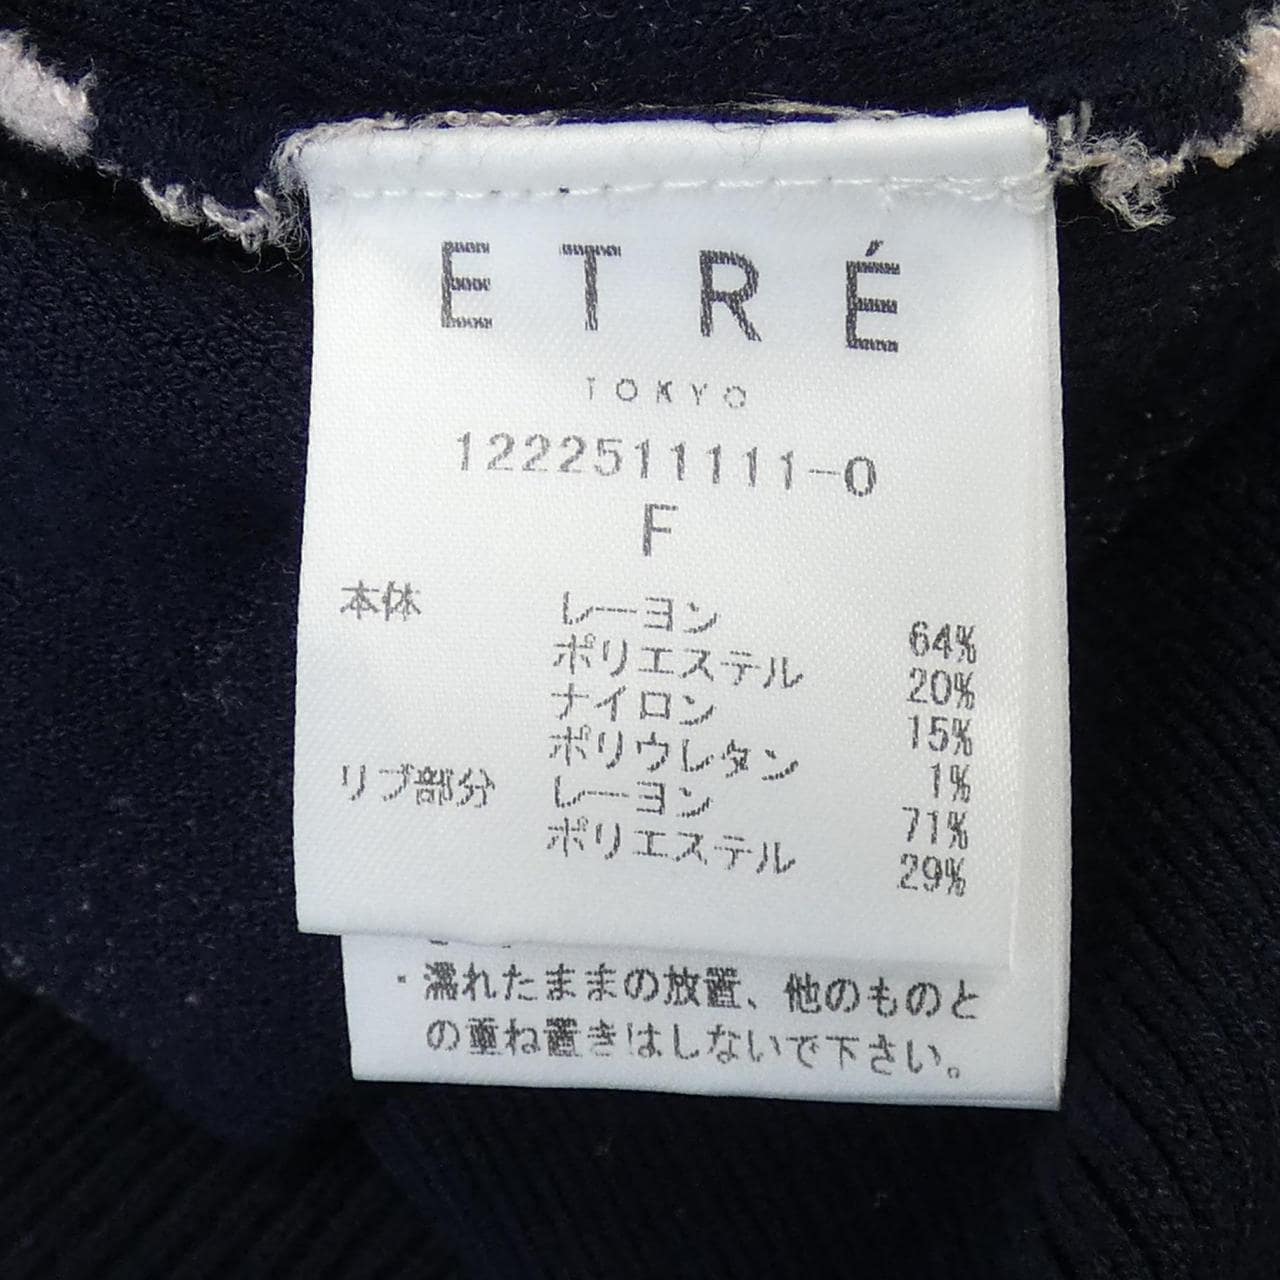 ETRÉ
TOKYO
1222511111-0
F
本体 レーヨン 64%
ポリエステル 20%
ナイロン 15%
ポリウレタン 1%
リブ部分 レーヨン 71%
ポリエステル 29%
・濡れたままの放置、他のものと
の重ね置きはしないで下さい。